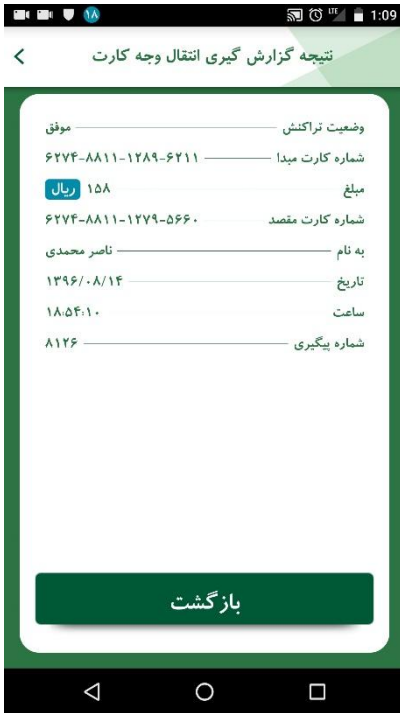 ۱۸ LTE 1:09
نتیجه گزارش گیری انتقال وجه کارت
وضعیت تراکنش موفق
شماره کارت مبدا ۶۲۷۴-۸۸۱۱-۱۲۸۹-۶۲۱۱
مبلغ ۱۵۸ ریال
شماره کارت مقصد ۶۲۷۴-۸۸۱۱-۱۲۷۹-۵۶۶۰
به نام ناصر محمدی
تاریخ ۱۳۹۶/۰۸/۱۴
ساعت ۱۸:۵۴:۱۰
شماره پیگیری ۸۱۲۶
بازگشت